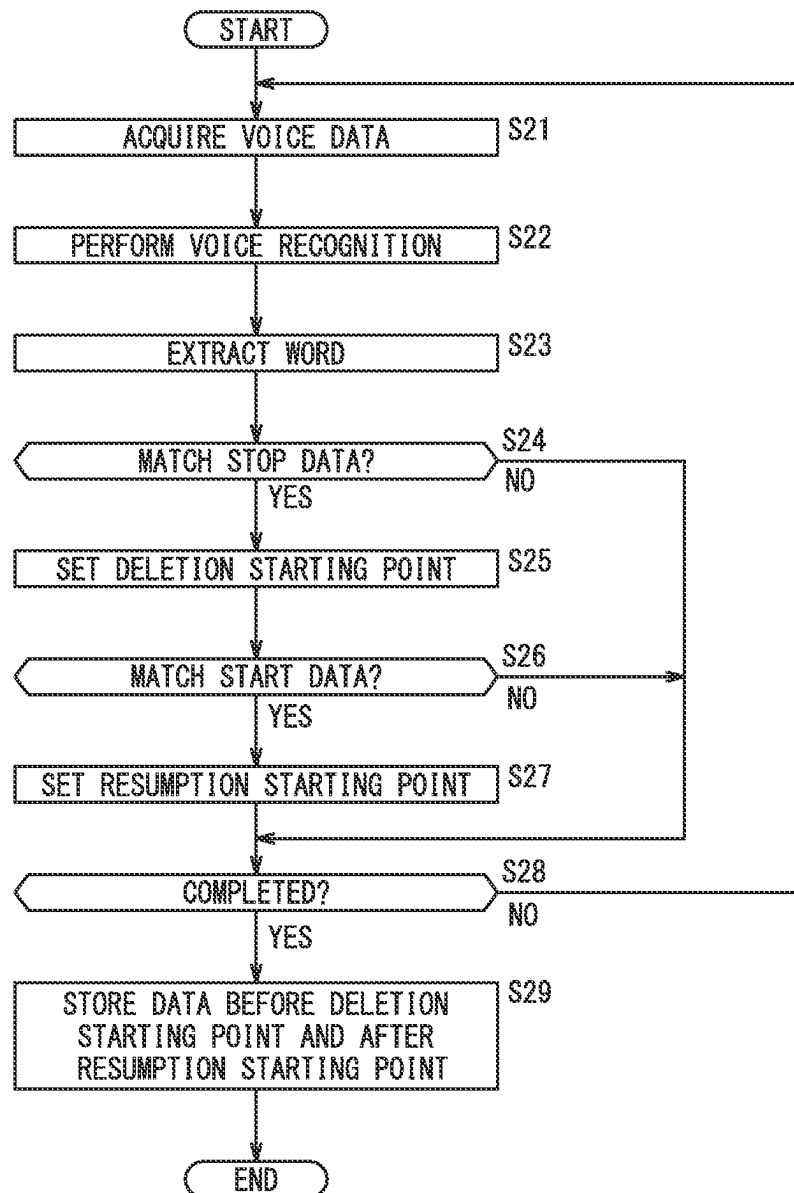 START
ACQUIRE VOICE DATA S21
PERFORM VOICE RECOGNITION S22
EXTRACT WORD S23
MATCH STOP DATA? S24
NO
YES
SET DELETION STARTING POINT S25
MATCH START DATA? S26
NO
YES
SET RESUMPTION STARTING POINT S27
COMPLETED? S28
NO
YES
STORE DATA BEFORE DELETION S29
STARTING POINT AND AFTER
RESUMPTION STARTING POINT
END